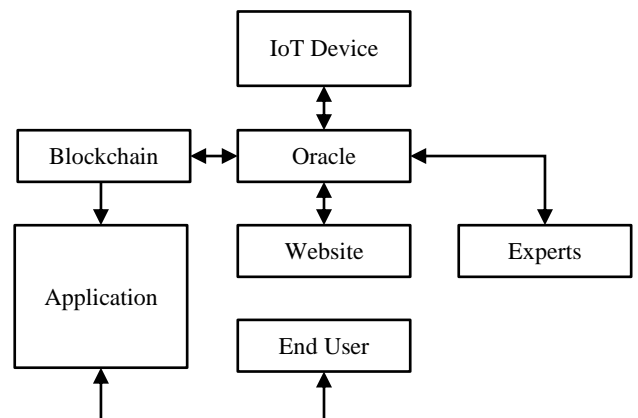 IoT Device
Blockchain
Oracle
Website
Experts
Application
End User